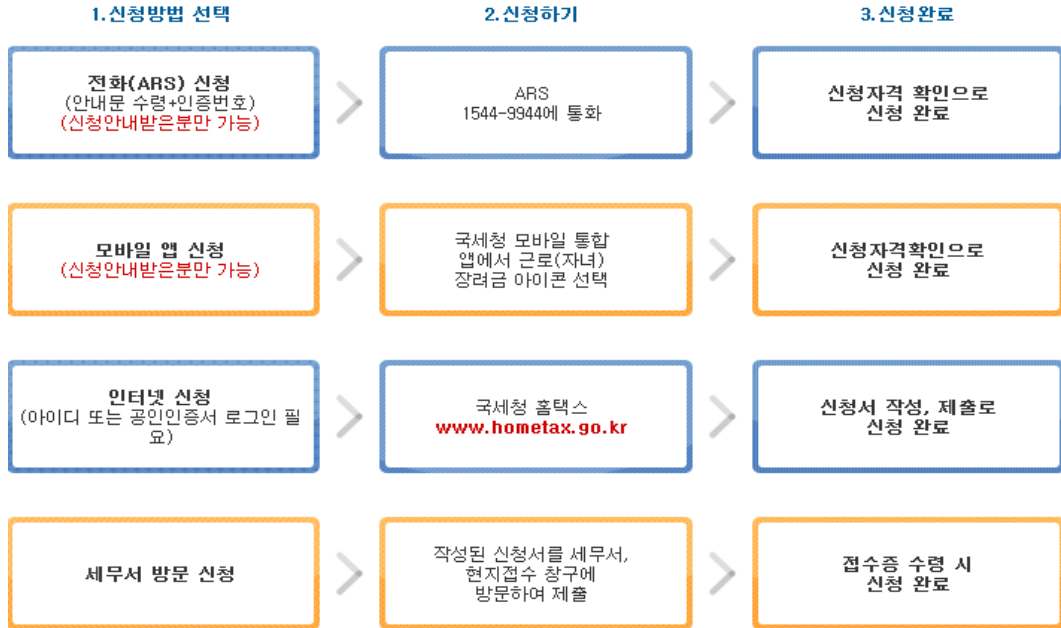 1.신청방법 선택
2.신청하기
3.신청완료
전화(ARS) 신청
(안내문 수령+인증번호)
(신청안내받은분만 가능)
ARS
1544-9944에 통화
신청자격 확인으로
신청 완료
모바일 앱 신청
(신청안내받은분만 가능)
국세청 모바일 통합
앱에서 근로(자녀)
장려금 아이콘 선택
신청자격확인으로
신청 완료
인터넷 신청
(아이디 또는 공인인증서 로그인 필
요)
국세청 홈택스
www.hometax.go.kr
신청서 작성, 제출로
신청 완료
세무서 방문 신청
작성된 신청서를 세무서,
현지접수 창구에
방문하여 제출
접수증 수령 시
신청 완료